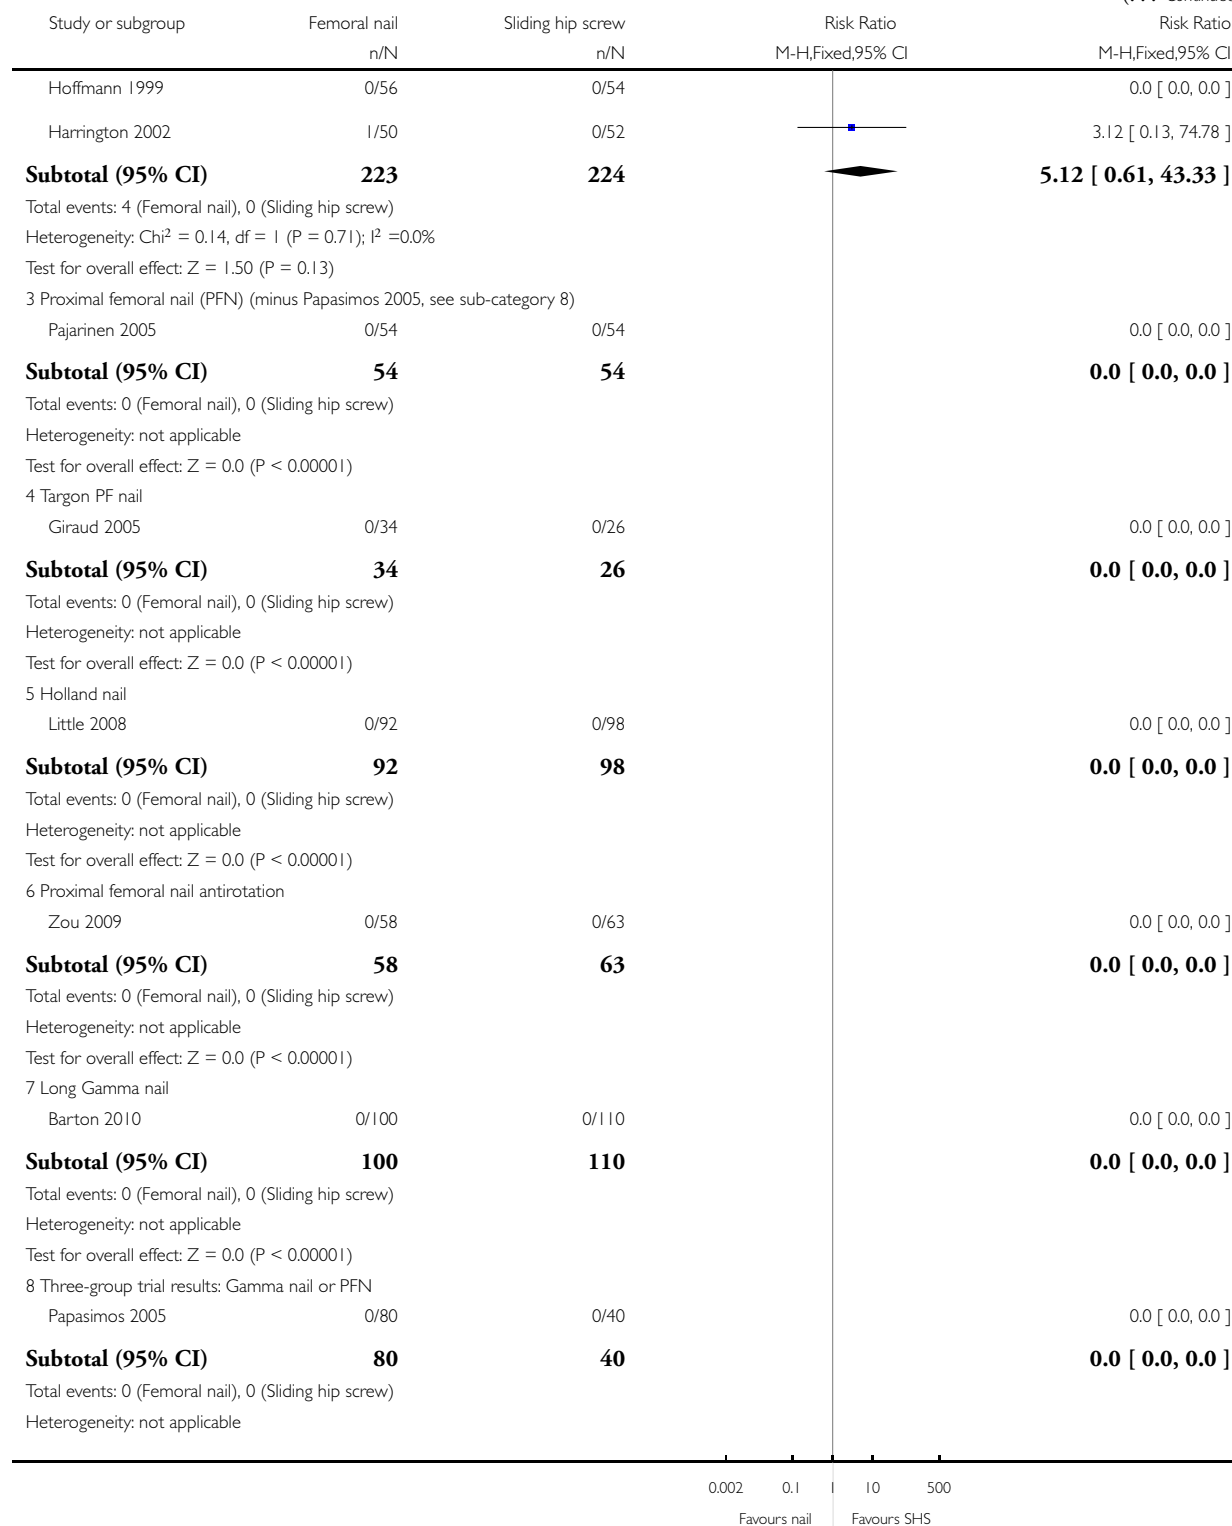 Study or subgroup Femoral nail Sliding hip screw Risk Ratio Risk Ratio
n/N n/N M-H,Fixed,95% CI M-H,Fixed,95% CI
Hoffmann 1999 0/56 0/54 0.0 [ 0.0, 0.0 ]
Harrington 2002 1/50 0/52 3.12 [ 0.13, 74.78 ]
Subtotal (95% CI) 223 224 5.12 [ 0.61, 43.33 ]
Total events: 4 (Femoral nail), 0 (Sliding hip screw)
Heterogeneity: Chi² = 0.14, df = 1 (P = 0.71); I² =0.0%
Test for overall effect: Z = 1.50 (P = 0.13)
3 Proximal femoral nail (PFN) (minus Papasimos 2005, see sub-category 8)
Pajarinen 2005 0/54 0/54 0.0 [ 0.0, 0.0 ]
Subtotal (95% CI) 54 54 0.0 [ 0.0, 0.0 ]
Total events: 0 (Femoral nail), 0 (Sliding hip screw)
Heterogeneity: not applicable
Test for overall effect: Z = 0.0 (P < 0.00001)
4 Targon PF nail
Giraud 2005 0/34 0/26 0.0 [ 0.0, 0.0 ]
Subtotal (95% CI) 34 26 0.0 [ 0.0, 0.0 ]
Total events: 0 (Femoral nail), 0 (Sliding hip screw)
Heterogeneity: not applicable
Test for overall effect: Z = 0.0 (P < 0.00001)
5 Holland nail
Little 2008 0/92 0/98 0.0 [ 0.0, 0.0 ]
Subtotal (95% CI) 92 98 0.0 [ 0.0, 0.0 ]
Total events: 0 (Femoral nail), 0 (Sliding hip screw)
Heterogeneity: not applicable
Test for overall effect: Z = 0.0 (P < 0.00001)
6 Proximal femoral nail antirotation
Zou 2009 0/58 0/63 0.0 [ 0.0, 0.0 ]
Subtotal (95% CI) 58 63 0.0 [ 0.0, 0.0 ]
Total events: 0 (Femoral nail), 0 (Sliding hip screw)
Heterogeneity: not applicable
Test for overall effect: Z = 0.0 (P < 0.00001)
7 Long Gamma nail
Barton 2010 0/100 0/110 0.0 [ 0.0, 0.0 ]
Subtotal (95% CI) 100 110 0.0 [ 0.0, 0.0 ]
Total events: 0 (Femoral nail), 0 (Sliding hip screw)
Heterogeneity: not applicable
Test for overall effect: Z = 0.0 (P < 0.00001)
8 Three-group trial results: Gamma nail or PFN
Papasimos 2005 0/80 0/40 0.0 [ 0.0, 0.0 ]
Subtotal (95% CI) 80 40 0.0 [ 0.0, 0.0 ]
Total events: 0 (Femoral nail), 0 (Sliding hip screw)
Heterogeneity: not applicable
0.002 0.1 1 10 500
Favours nail Favours SHS